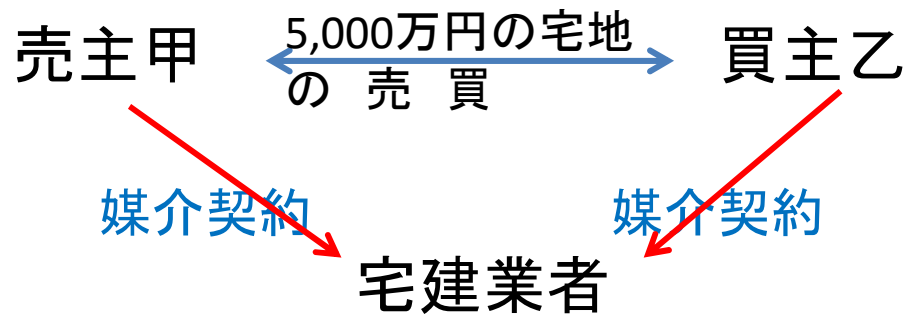 売主甲
5,000万円の宅地
の 売 買
買主乙
媒介契約
媒介契約
宅建業者